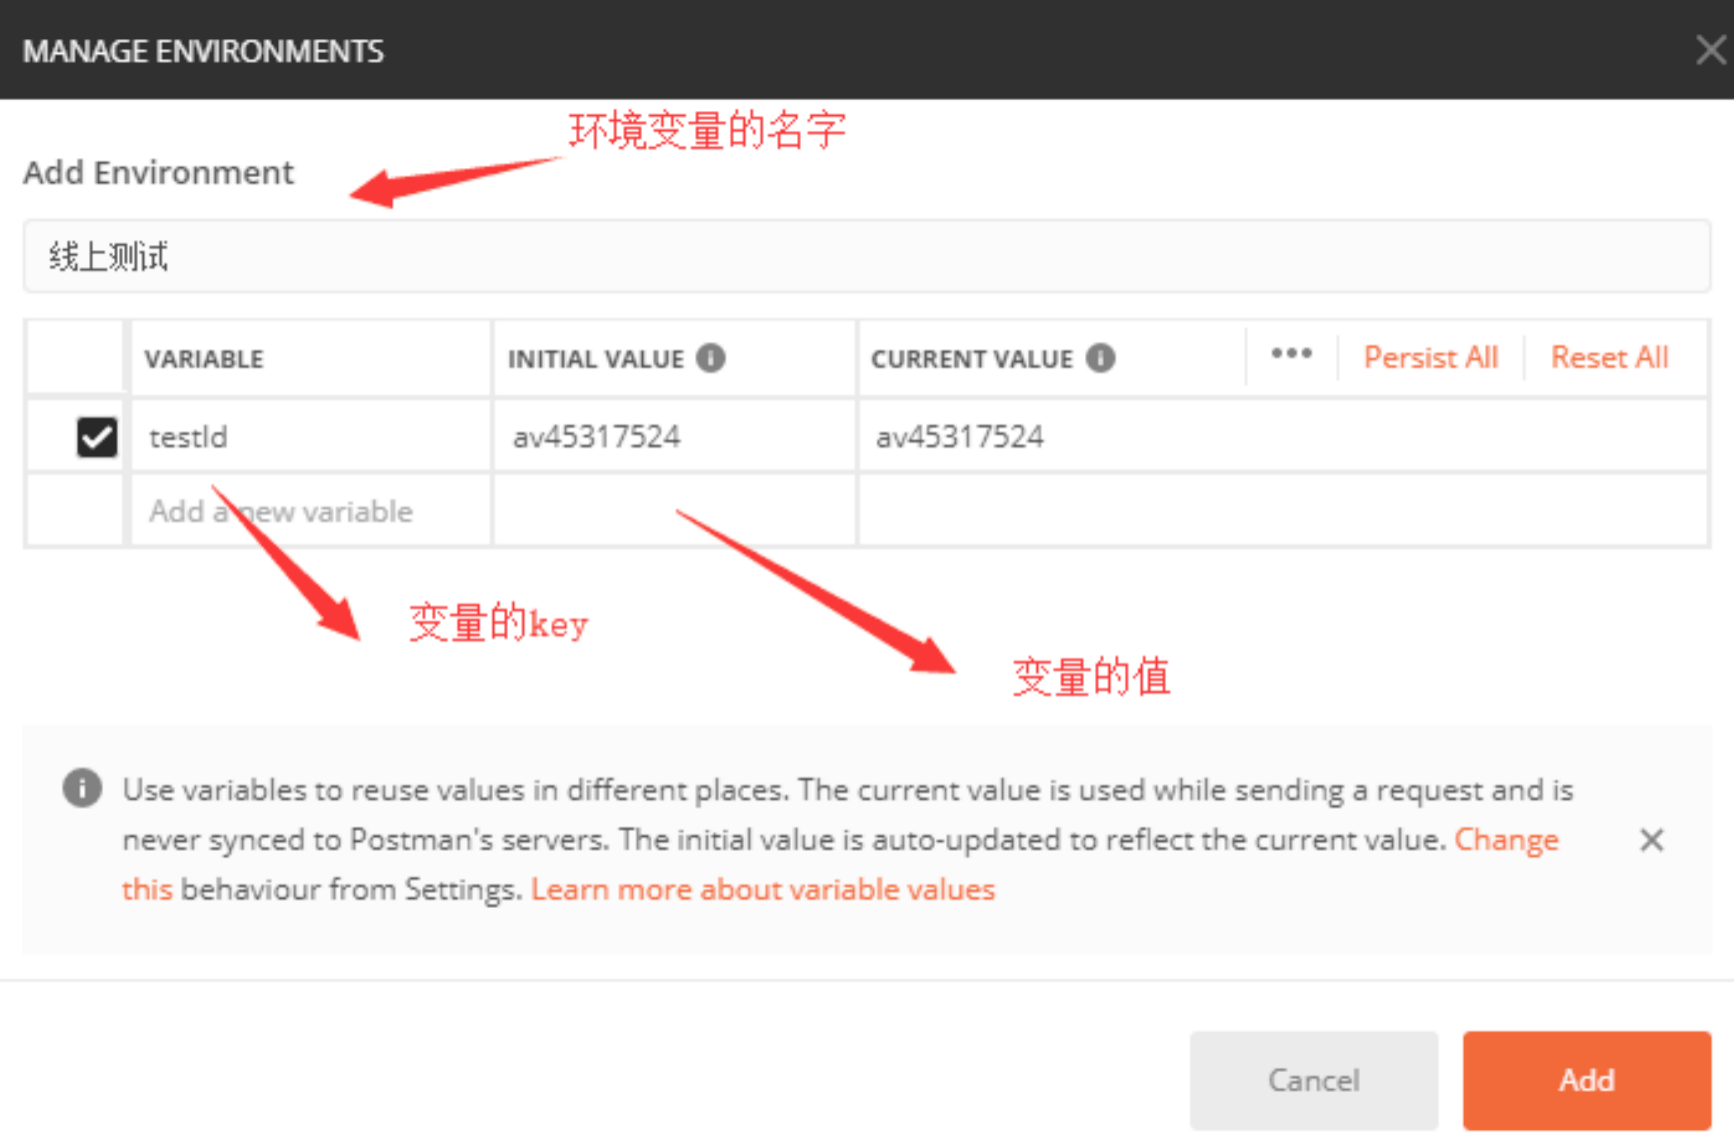 MANAGE ENVIRONMENTS
环境变量的名字
Add Environment
线上测试
VARIABLE
INITIAL VALUE
CURRENT VALUE
Persist All
Reset All
testId
av45317524
av45317524
Add a new variable
变量的key
变量的值
Use variables to reuse values in different places. The current value is used while sending a request and is
never synced to Postman's servers. The initial value is auto-updated to reflect the current value. Change
this behaviour from Settings. Learn more about variable values
Cancel
Add